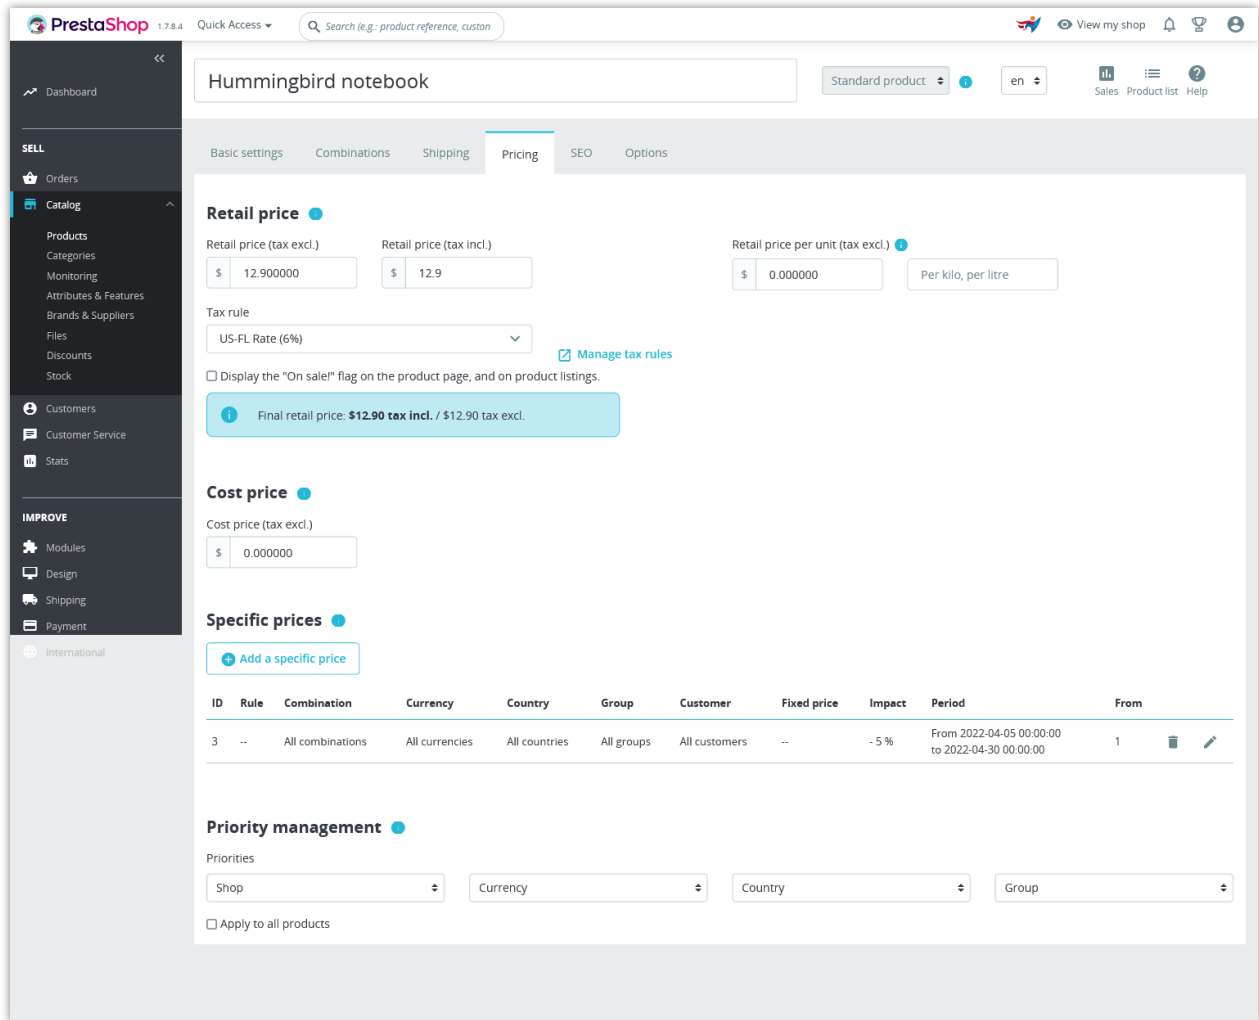 PrestaShop 1.7.8.4 Quick Access Search (e.g.: product reference, custon View my shop
Dashboard
SELL
Orders
Catalog
Products
Categories
Monitoring
Attributes & Features
Brands & Suppliers
Files
Discounts
Stock
Customers
Customer Service
Stats
IMPROVE
Modules
Design
Shipping
Payment
International
Hummingbird notebook Standard product en Sales Product list Help
Basic settings Combinations Shipping Pricing SEO Options
Retail price
Retail price (tax excl.) Retail price (tax incl.) Retail price per unit (tax excl.)
$ 12.900000 $ 12.9 $ 0.000000 Per kilo, per litre
Tax rule
US-FL Rate (6%)
Manage tax rules
Display the "On sale!" flag on the product page, and on product listings.
Final retail price: $12.90 tax incl. / $12.90 tax excl.
Cost price
Cost price (tax excl.)
$ 0.000000
Specific prices
Add a specific price
ID Rule Combination Currency Country Group Customer Fixed price Impact Period From
3 -- All combinations All currencies All countries All groups All customers -- - 5 % From 2022-04-05 00:00:00 1
to 2022-04-30 00:00:00
Priority management
Priorities
Shop Currency Country Group
Apply to all products